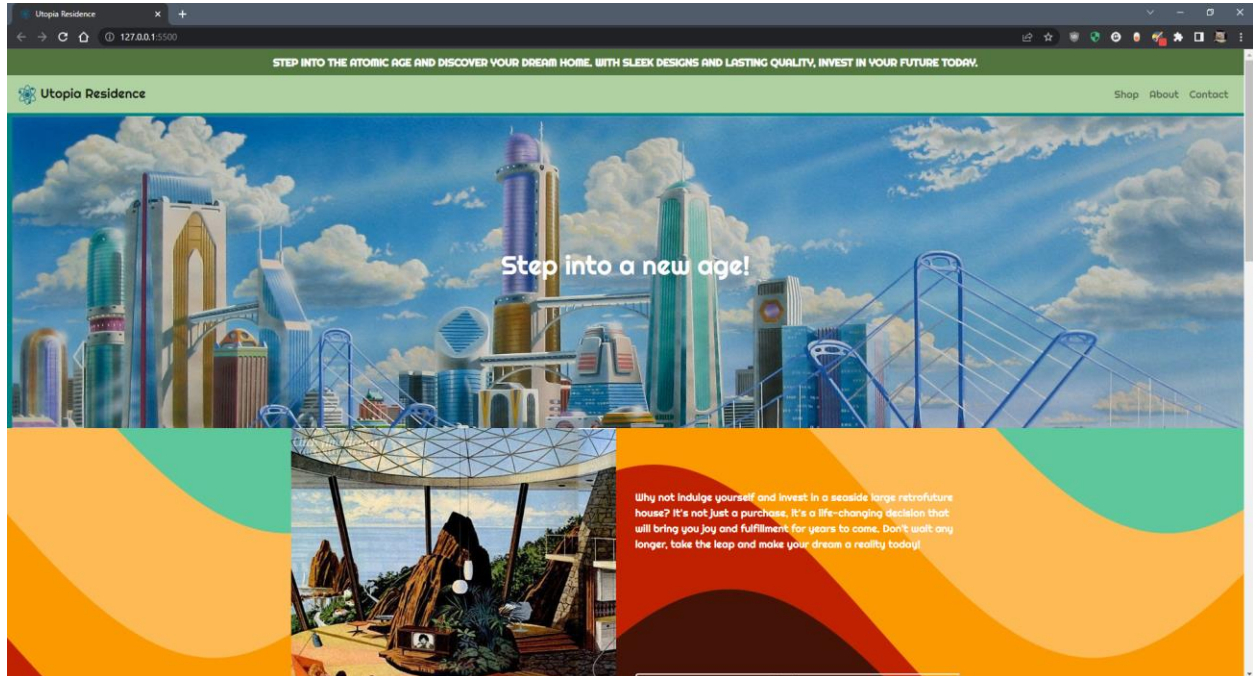 Utopia Residence
127.0.0.1:5500
STEP INTO THE ATOMIC AGE AND DISCOVER YOUR DREAM HOME. WITH SLEEK DESIGNS AND LASTING QUALITY, INVEST IN YOUR FUTURE TODAY.
Utopia Residence
Shop About Contact
Step into a new age!
Why not indulge yourself and invest in a seaside large retrofuture
house? It's not just a purchase, it's a life-changing decision that
will bring you joy and fulfillment for years to come. Don't wait any
longer, take the leap and make your dream a reality today!